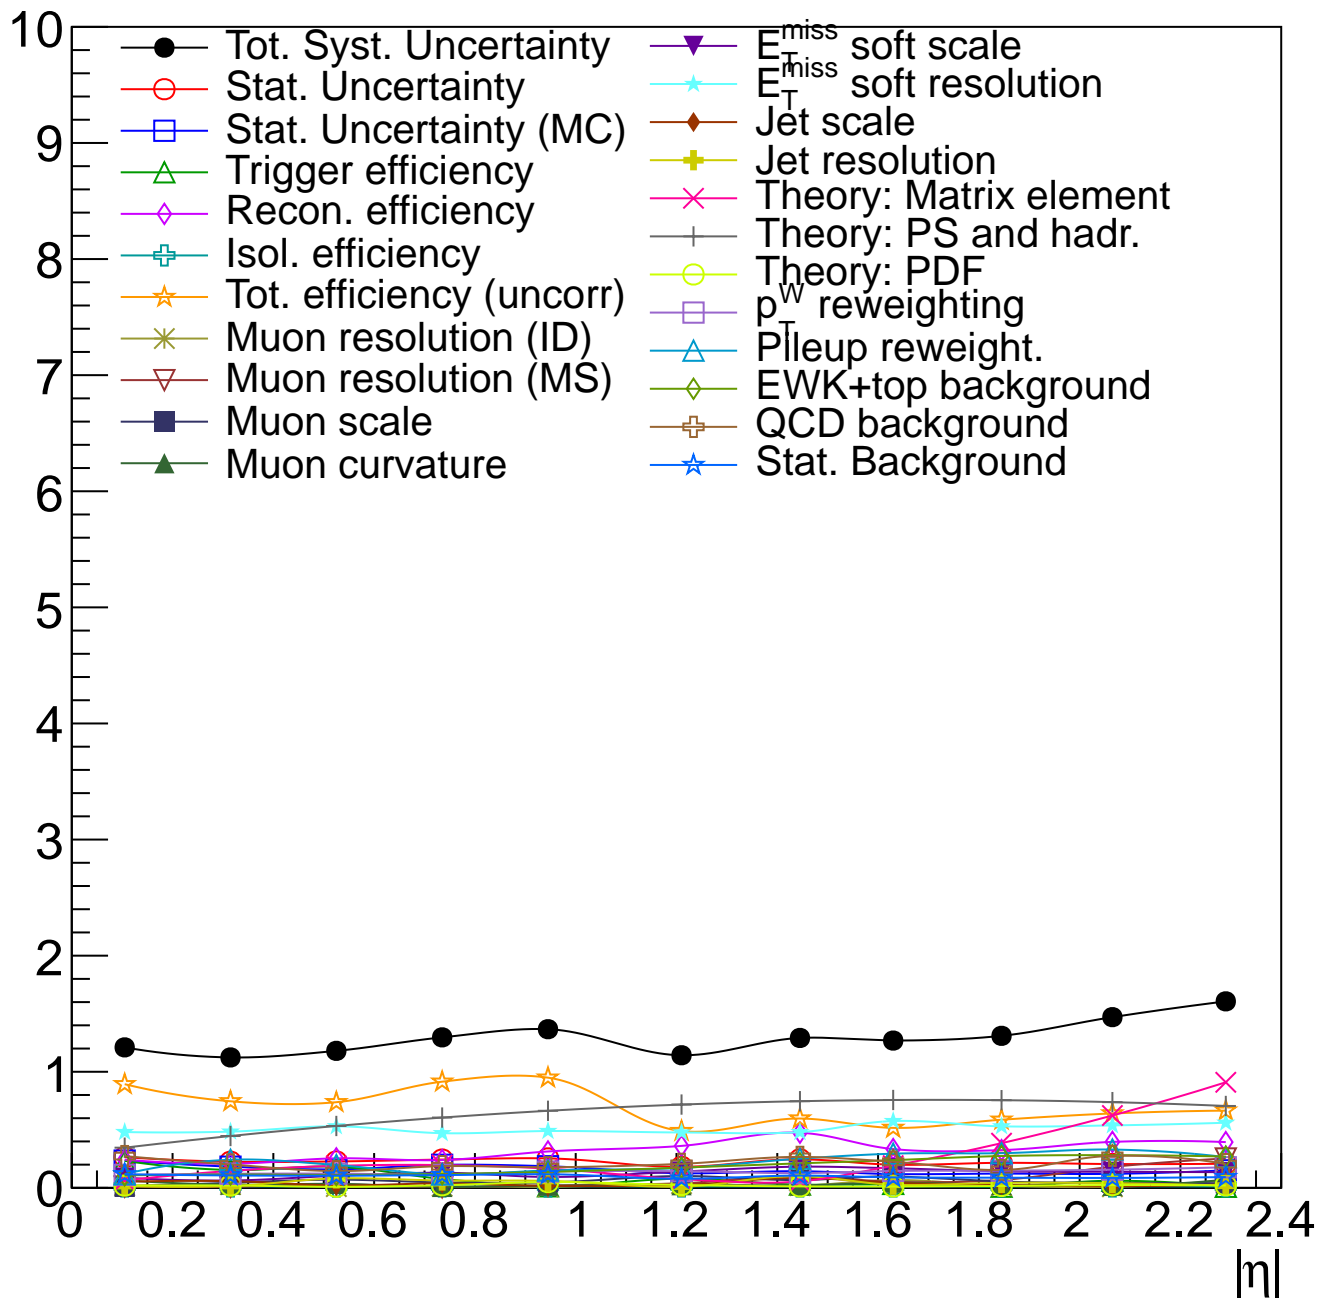 10
9
8
7
6
5
4
3
2
1
0
Tot. Syst. Uncertainty
Stat. Uncertainty
Stat. Uncertainty (MC)
Trigger efficiency
Recon. efficiency
Isol. efficiency
Tot. efficiency (uncorr)
Muon resolution (ID)
Muon resolution (MS)
Muon scale
Muon curvature
E_T^miss soft scale
E_T^miss soft resolution
Jet scale
Jet resolution
Theory: Matrix element
Theory: PS and hadr.
Theory: PDF
p_T^W reweighting
Pileup reweight.
EWK+top background
QCD background
Stat. Background
0 0.2 0.4 0.6 0.8 1 1.2 1.4 1.6 1.8 2 2.2 2.4
|η|